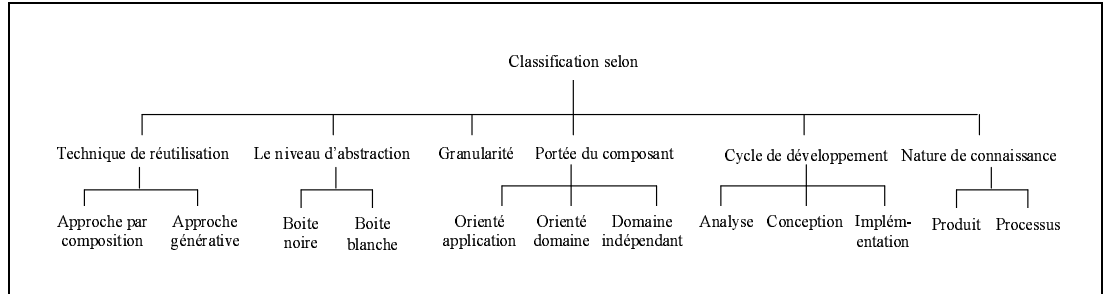 Classification selon
Technique de réutilisation
Le niveau d'abstraction
Granularité
Portée du composant
Cycle de développement
Nature de connaissance
Approche par
composition
Approche
générative
Boite
noire
Boite
blanche
Orienté
application
Orienté
domaine
Domaine
indépendant
Analyse
Conception
Implém-
entation
Produit
Processus